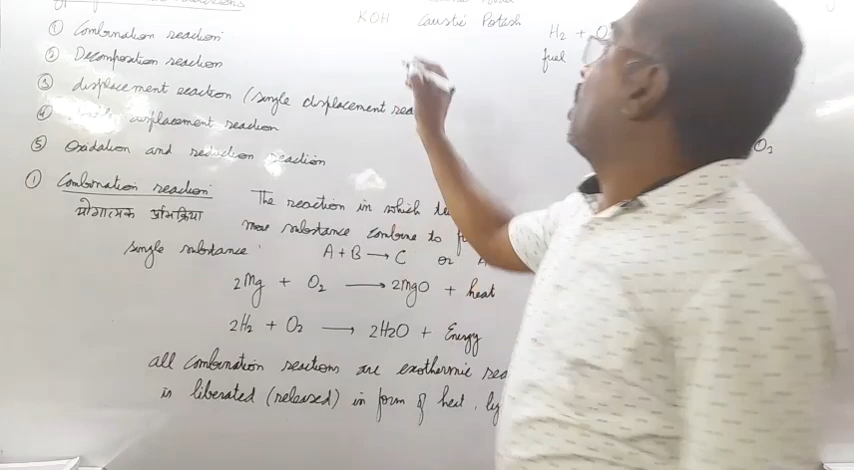 KOH Caustic Potash
① Combination reaction
H₂ + O
fuel
② Decomposition reaction
③ displacement reaction (single displacement rea
④ displacement reaction
⑤ Oxidation and reduction reaction
O₃
① Combination reaction The reaction in which
योगात्मक अभिक्रिया more substance combine to f
single substance
A + B → C or A
2Mg + O₂ → 2MgO + heat
2H₂ + O₂ → 2H2O + Energy
all combination reactions are exothermic rea
is liberated (released) in form of heat,